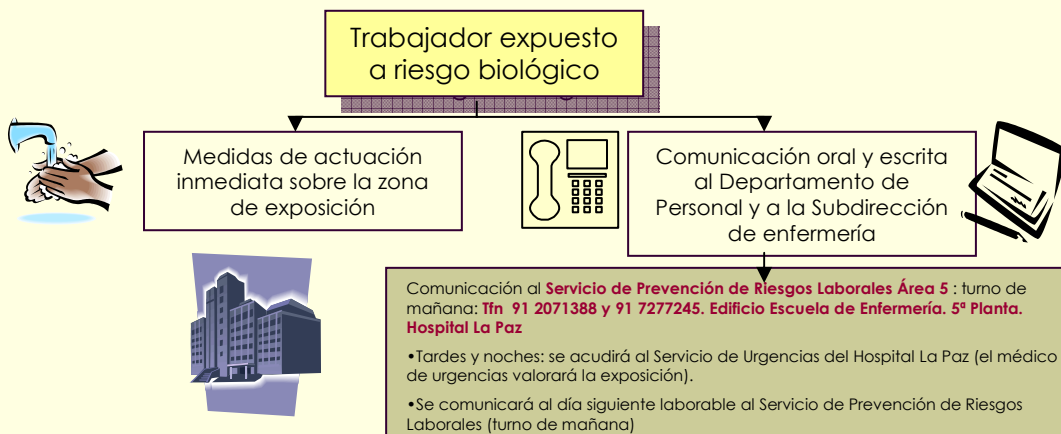 Trabajador expuesto
a riesgo biológico
Medidas de actuación
inmediata sobre la zona
de exposición
Comunicación oral y escrita
al Departamento de
Personal y a la Subdirección
de enfermería
Comunicación al Servicio de Prevención de Riesgos Laborales Área 5 : turno de
mañana: Tfn 91 2071388 y 91 7277245. Edificio Escuela de Enfermería. 5ª Planta.
Hospital La Paz
•Tardes y noches: se acudirá al Servicio de Urgencias del Hospital La Paz (el médico
de urgencias valorará la exposición).
•Se comunicará al día siguiente laborable al Servicio de Prevención de Riesgos
Laborales (turno de mañana)